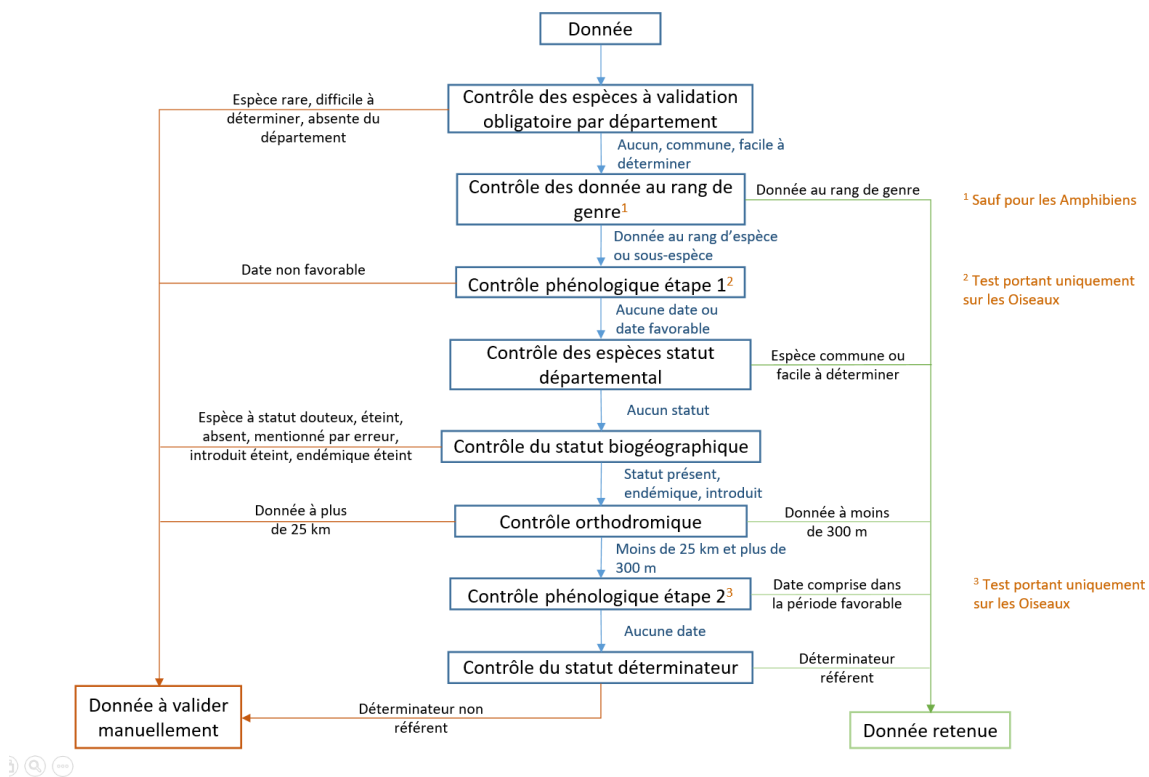 Donnée
Espèce rare, difficile à
déterminer, absente du
département
Contrôle des espèces à validation
obligatoire par département
Aucun, commune, facile à
déterminer
Contrôle des donnée au rang de
genre¹
Donnée au rang de genre
¹ Sauf pour les Amphibiens
Donnée au rang d’espèce
ou sous-espèce
Date non favorable
Contrôle phénologique étape 1²
² Test portant uniquement
sur les Oiseaux
Aucune date ou
date favorable
Contrôle des espèces statut
départemental
Espèce commune ou
facile à déterminer
Aucun statut
Espèce à statut douteux, éteint,
absent, mentionné par erreur,
introduit éteint, endémique éteint
Contrôle du statut biogéographique
Statut présent,
endémique, introduit
Donnée à plus
de 25 km
Contrôle orthodromique
Donnée à moins
de 300 m
Moins de 25 km et plus de
300 m
Contrôle phénologique étape 2³
Date comprise dans
la période favorable
³ Test portant uniquement
sur les Oiseaux
Aucune date
Contrôle du statut déterminateur
Déterminateur
référent
Donnée à valider
manuellement
Déterminateur non
référent
Donnée retenue